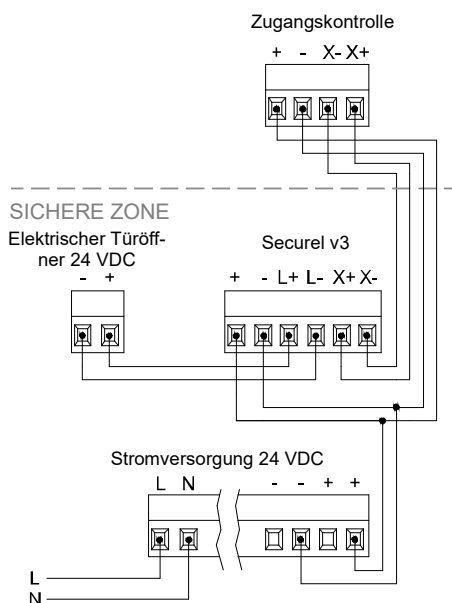 Zugangskontrolle
+ - X- X+
SICHERE ZONE
Elektrischer Türöff-
ner 24 VDC
- +
Securel v3
+ - L+ L- X+ X-
Stromversorgung 24 VDC
L N - - + +
L
N